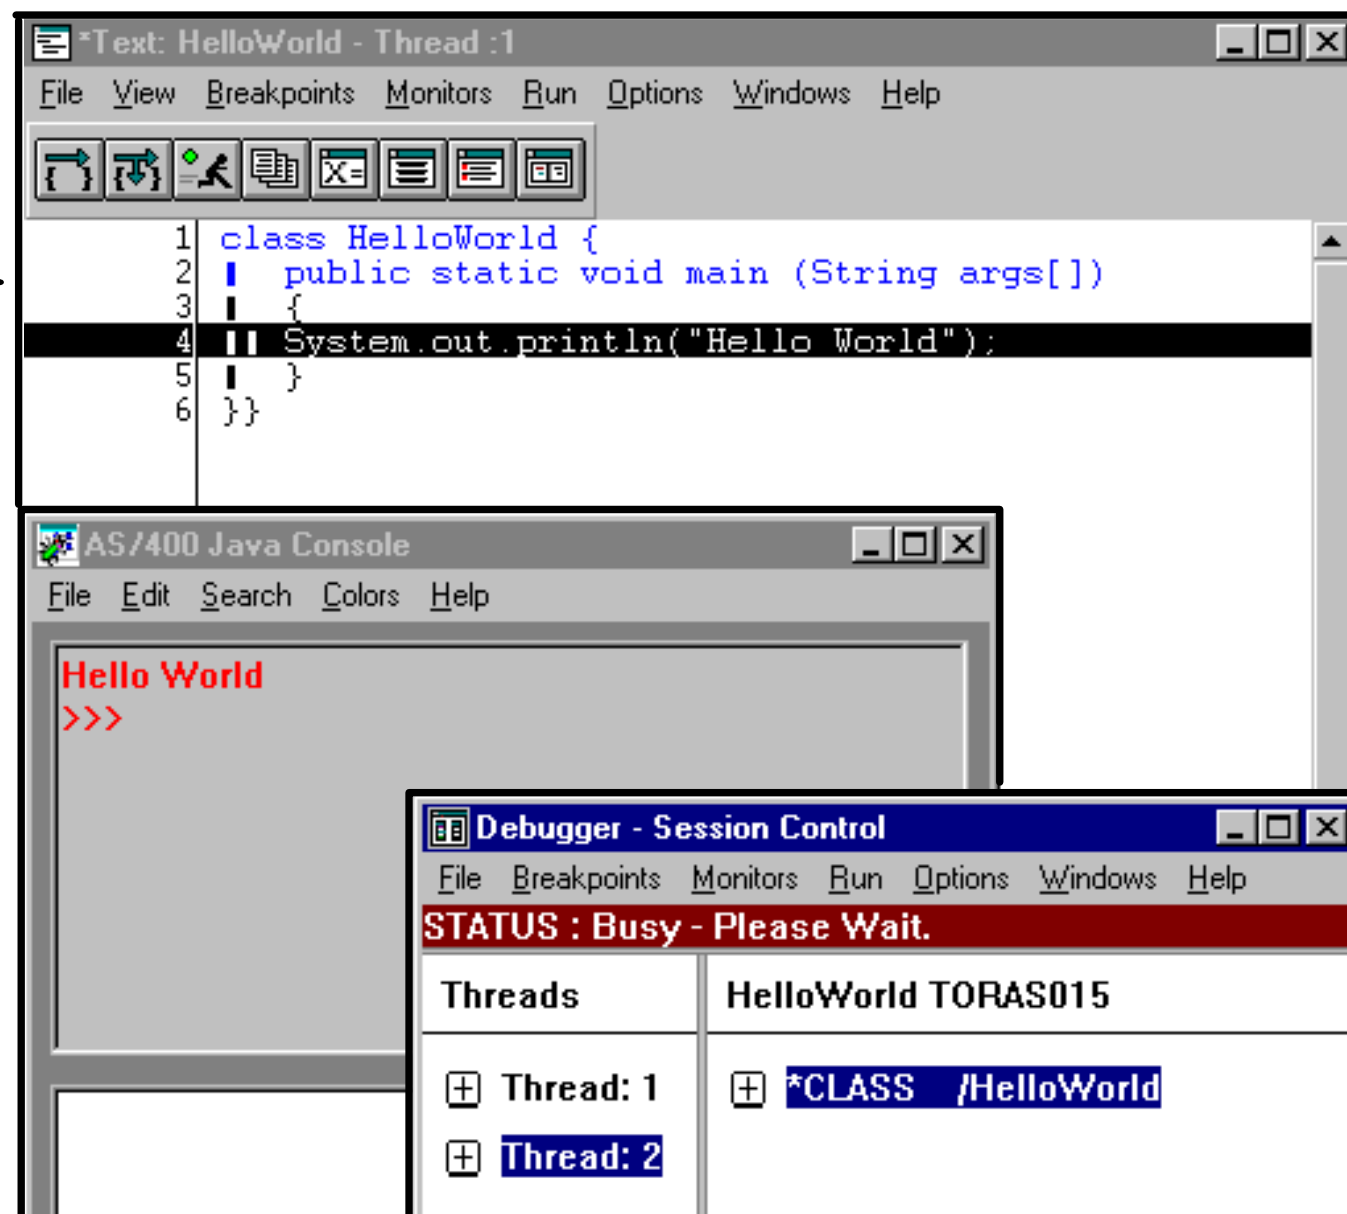 *Text: HelloWorld - Thread :1
File View Breakpoints Monitors Run Options Windows Help
X=
1 class HelloWorld {
2 public static void main (String args[])
3 {
4 System.out.println("Hello World");
5 }
6 }}
AS/400 Java Console
File Edit Search Colors Help
Hello World
>>>
Debugger - Session Control
File Breakpoints Monitors Run Options Windows Help
STATUS : Busy - Please Wait.
Threads HelloWorld TORAS015
Thread: 1 *CLASS /HelloWorld
Thread: 2